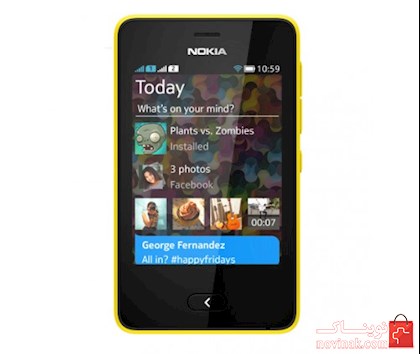 NOKIA
1 2 10:59
Today
What's on your mind?
Plants vs. Zombies
Installed
3 photos
Facebook
00:07
George Fernandez
All in? #happyfridays
نوینـاکــ
novinak.com